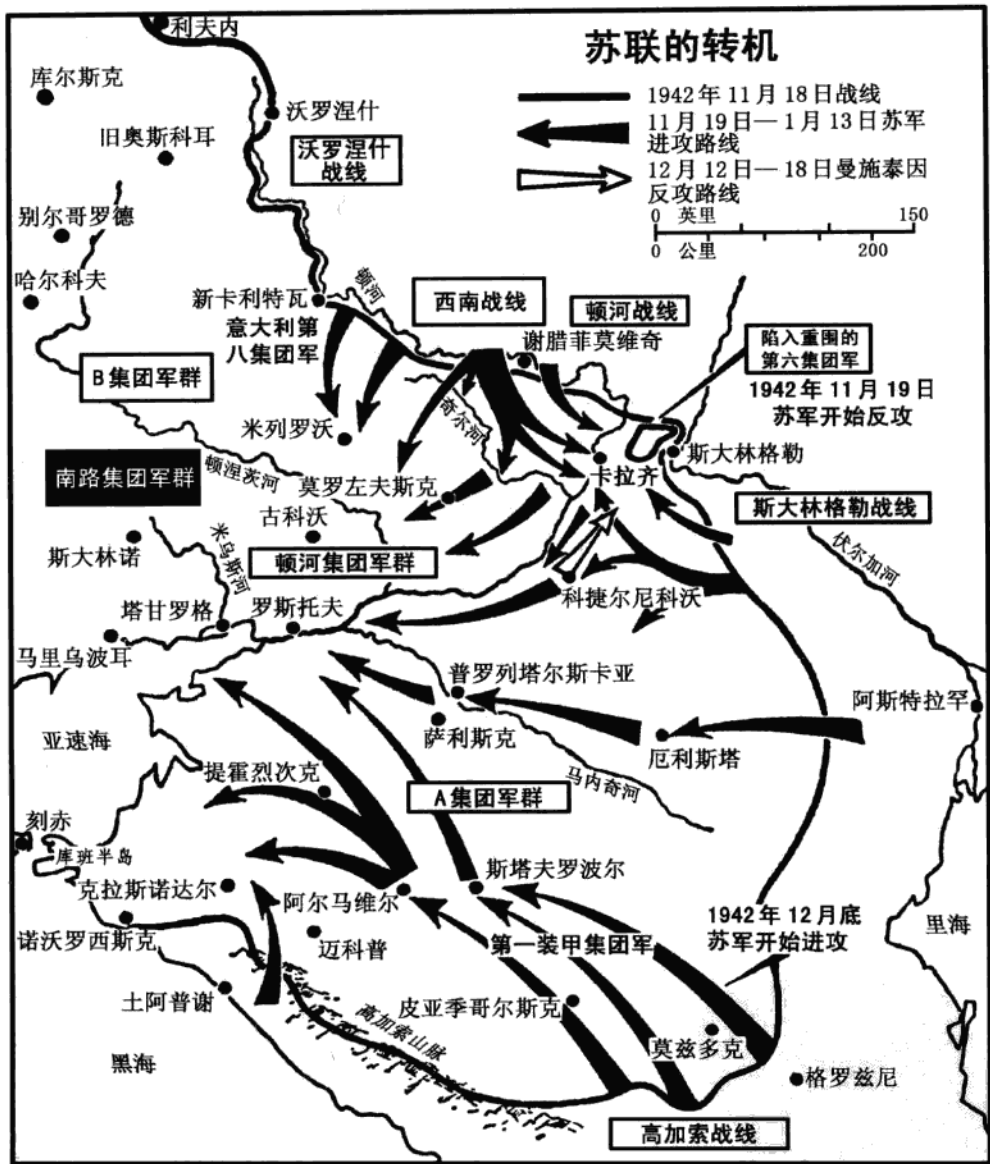 利夫内
苏联的转机
库尔斯克
1942年11月18日战线
沃罗涅什
11月19日—1月13日苏军
进攻路线
旧奥斯科耳
沃罗涅什
战线
12月12日—18日曼施泰因
反攻路线
别尔哥罗德
0 英里 150
0 公里 200
哈尔科夫
新卡利特瓦
顿河
西南战线
顿河战线
意大利第
八集团军
谢腊菲莫维奇
陷入重围的
第六集团军
B集团军群
1942年11月19日
苏军开始反攻
奇尔河
米列罗沃
斯大林格勒
南路集团军群
顿涅茨河
莫罗左夫斯克
卡拉齐
斯大林格勒战线
古科沃
斯大林诺
米乌斯河
顿河集团军群
伏尔加河
科捷尔尼科沃
塔甘罗格
罗斯托夫
马里乌波耳
普罗列塔尔斯卡亚
阿斯特拉罕
萨利斯克
厄利斯塔
亚速海
提霍烈次克
马内奇河
A集团军群
刻赤
库班半岛
克拉斯诺达尔
阿尔马维尔
斯塔夫罗波尔
诺沃罗西斯克
迈科普
第一装甲集团军
1942年12月底
苏军开始进攻
里海
土阿普谢
高加索山脉
皮亚季哥尔斯克
莫兹多克
黑海
格罗兹尼
高加索战线